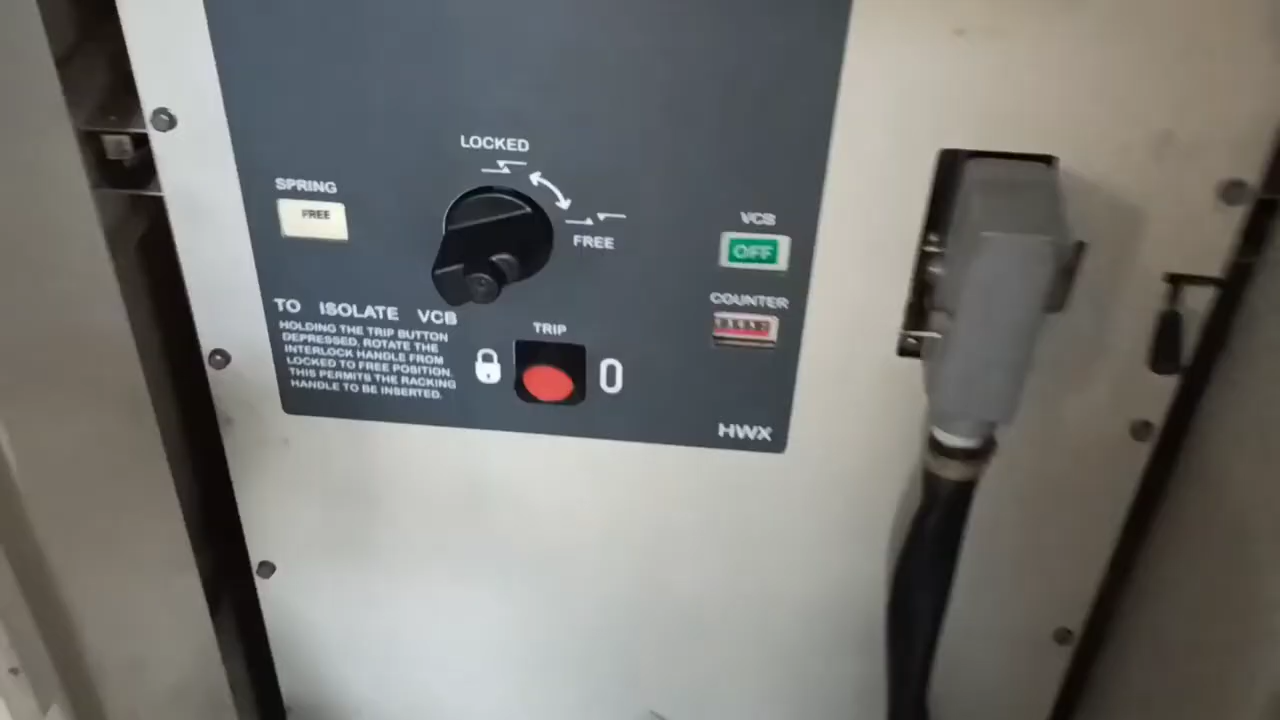 LOCKED
SPRING
FREE
FREE
VCB
OFF
COUNTER
TO ISOLATE VCB
HOLDING THE TRIP BUTTON
DEPRESSED, ROTATE THE
INTERLOCK HANDLE FROM
LOCKED TO FREE POSITION.
THIS PERMITS THE RACKING
HANDLE TO BE INSERTED.
TRIP
0
HWX